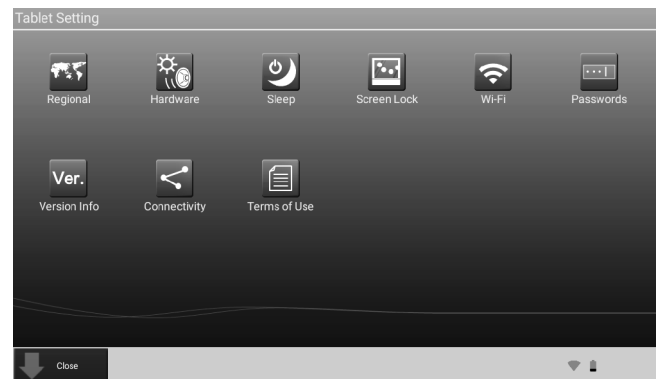 Tablet Setting
Regional Hardware Sleep Screen Lock Wi-Fi Passwords
Ver.
Version Info Connectivity Terms of Use
Close